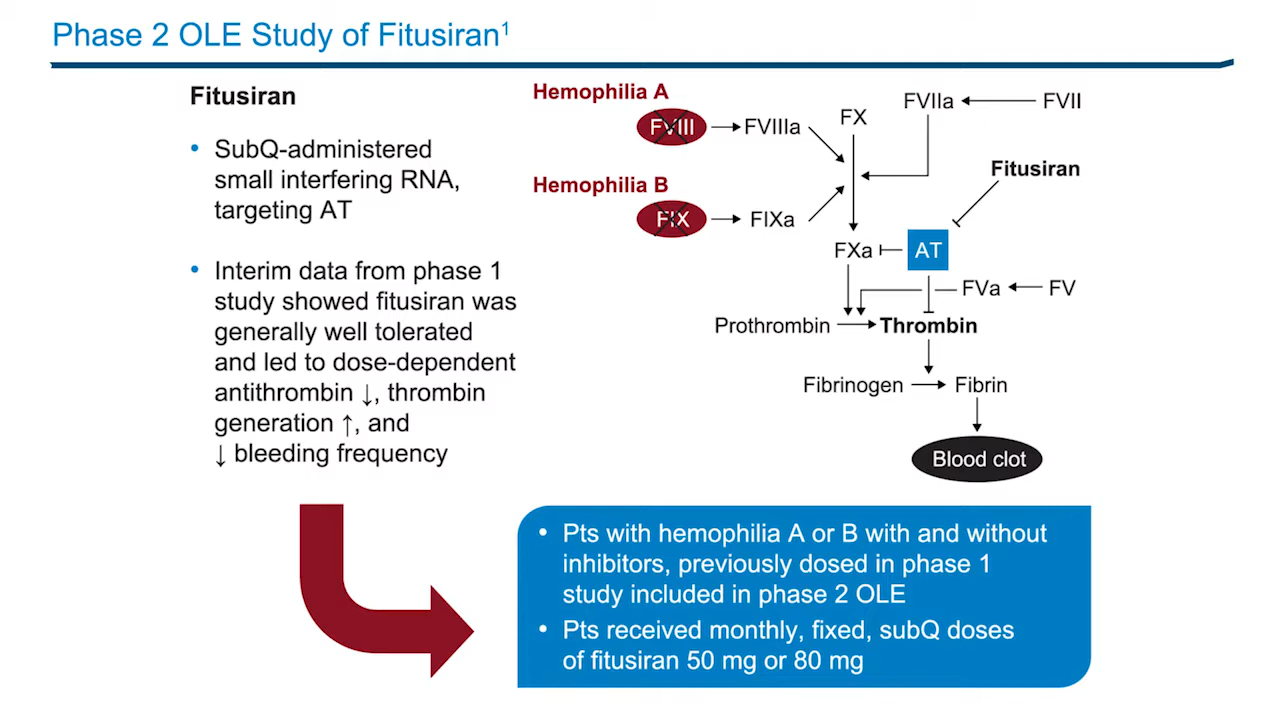 Phase 2 OLE Study of Fitusiran¹
Fitusiran
• SubQ-administered
small interfering RNA,
targeting AT
• Interim data from phase 1
study showed fitusiran was
generally well tolerated
and led to dose-dependent
antithrombin ↓, thrombin
generation ↑, and
↓ bleeding frequency
Hemophilia A
FVIII
FVIIIa
FX
FVIIa
FVII
Fitusiran
Hemophilia B
FIX
FIXa
FXa
AT
FVa
FV
Prothrombin
Thrombin
Fibrinogen
Fibrin
Blood clot
• Pts with hemophilia A or B with and without
inhibitors, previously dosed in phase 1
study included in phase 2 OLE
• Pts received monthly, fixed, subQ doses
of fitusiran 50 mg or 80 mg